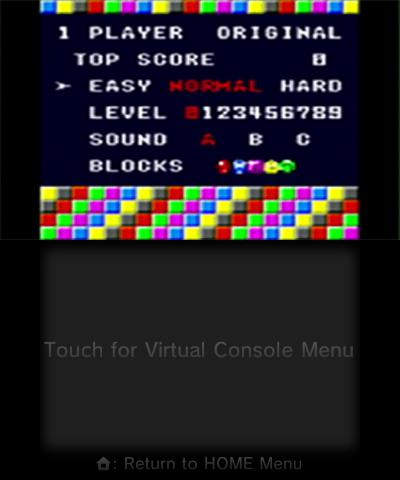 1 PLAYER ORIGINAL
TOP SCORE 0
EASY NORMAL HARD
LEVEL 0123456789
SOUND A B C
BLOCKS
Touch for Virtual Console Menu
: Return to HOME Menu